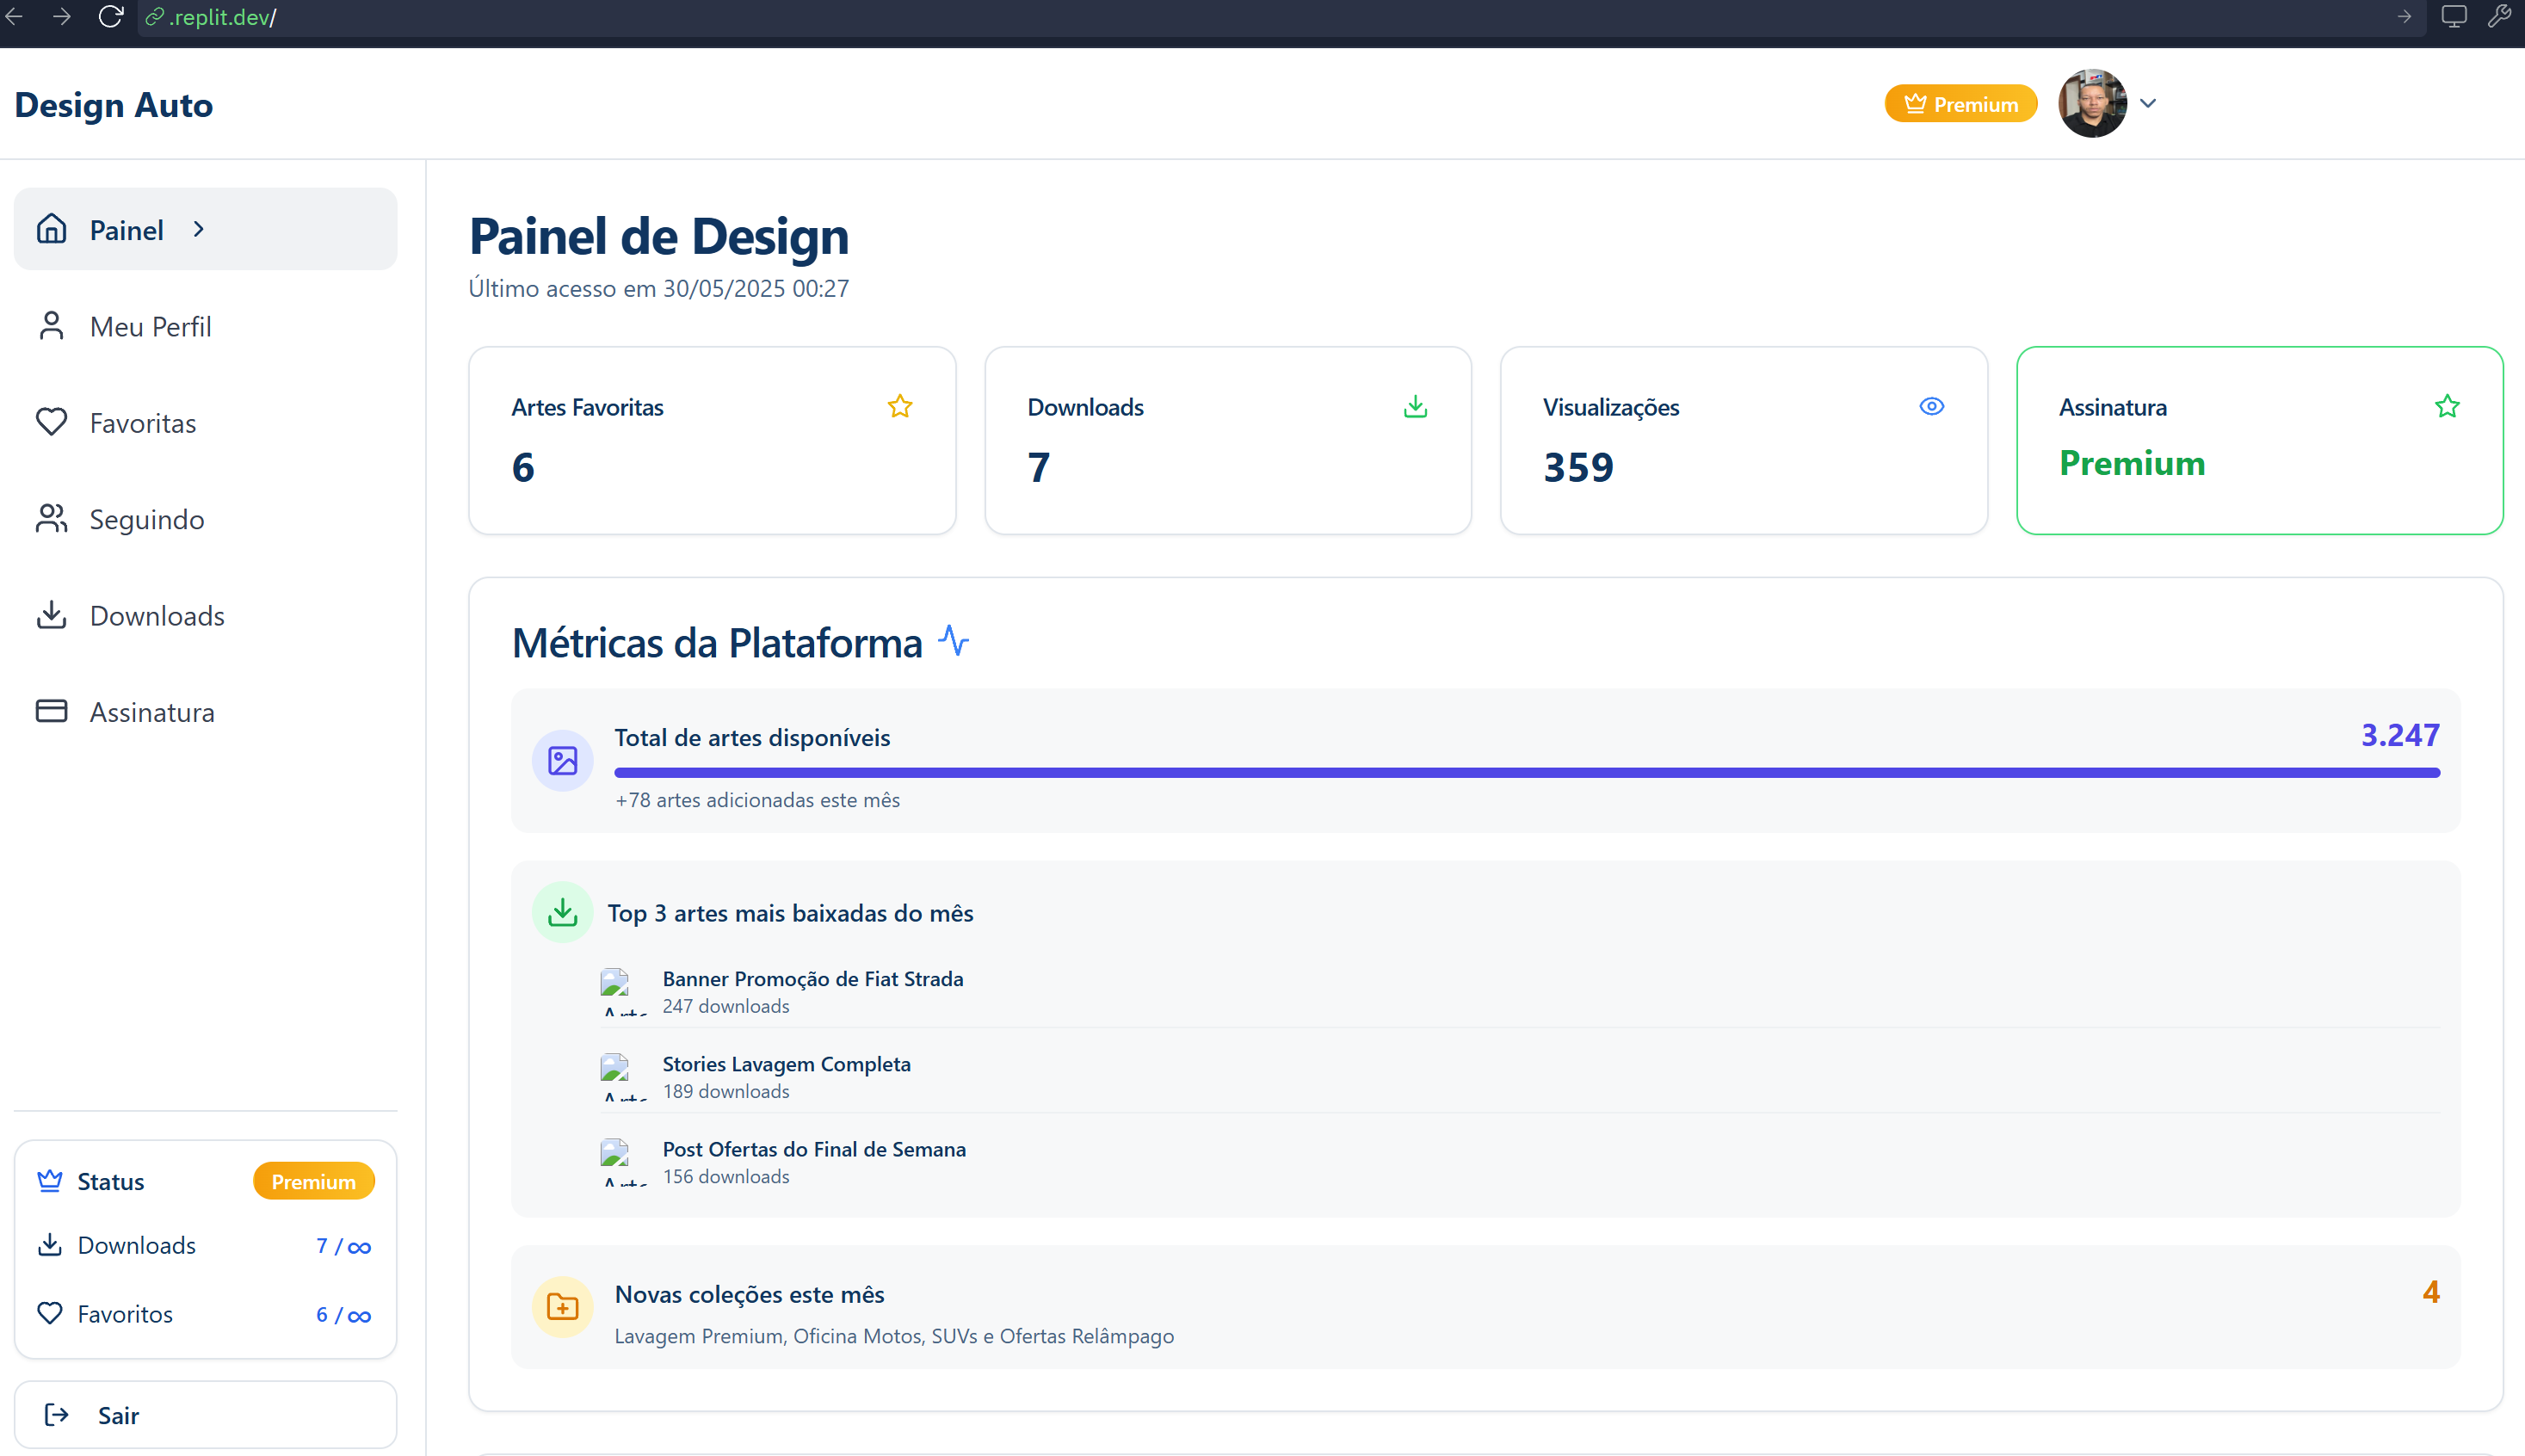 .replit.dev/
Design Auto
Premium
Painel
Meu Perfil
Favoritas
Seguindo
Downloads
Assinatura
Status
Premium
Downloads
7 / ∞
Favoritos
6 / ∞
Sair
Painel de Design
Último acesso em 30/05/2025 00:27
Artes Favoritas
6
Downloads
7
Visualizações
359
Assinatura
Premium
Métricas da Plataforma
Total de artes disponíveis
3.247
+78 artes adicionadas este mês
Top 3 artes mais baixadas do mês
Banner Promoção de Fiat Strada
247 downloads
Stories Lavagem Completa
189 downloads
Post Ofertas do Final de Semana
156 downloads
Novas coleções este mês
4
Lavagem Premium, Oficina Motos, SUVs e Ofertas Relâmpago